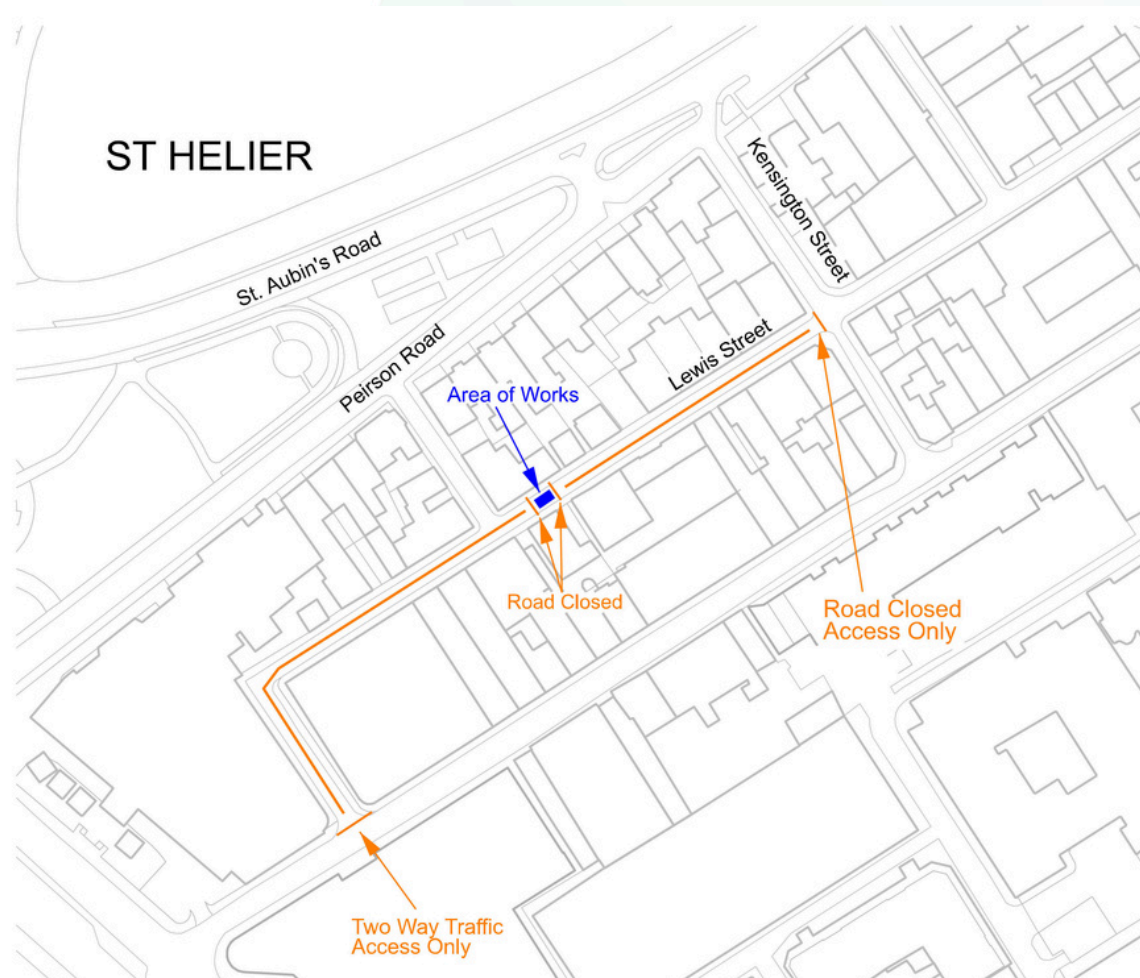 ST HELIER
Kensington Street
St. Aubin's Road
Lewis Street
Peirson Road
Area of Works
Road Closed
Road Closed
Access Only
Two Way Traffic
Access Only